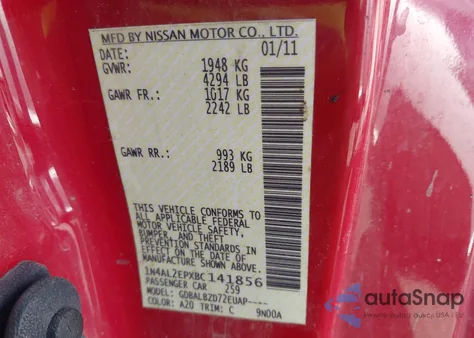 MFD BY NISSAN MOTOR CO., LTD.
DATE: 01/11
GVWR: 1948 KG
4294 LB
GAWR FR.: 1017 KG
2242 LB
GAWR RR.: 993 KG
2189 LB
THIS VEHICLE CONFORMS TO
ALL APPLICABLE FEDERAL
MOTOR VEHICLE SAFETY,
BUMPER, AND THEFT
PREVENTION STANDARDS IN
EFFECT ON THE DATE OF
MANUFACTURE SHOWN ABOVE.
1N4AL2EPXBC141856
PASSENGER CAR 259
MODEL: GDBALBZD72EUAP----
COLOR: A20 TRIM: C 9N00A
autoSnap